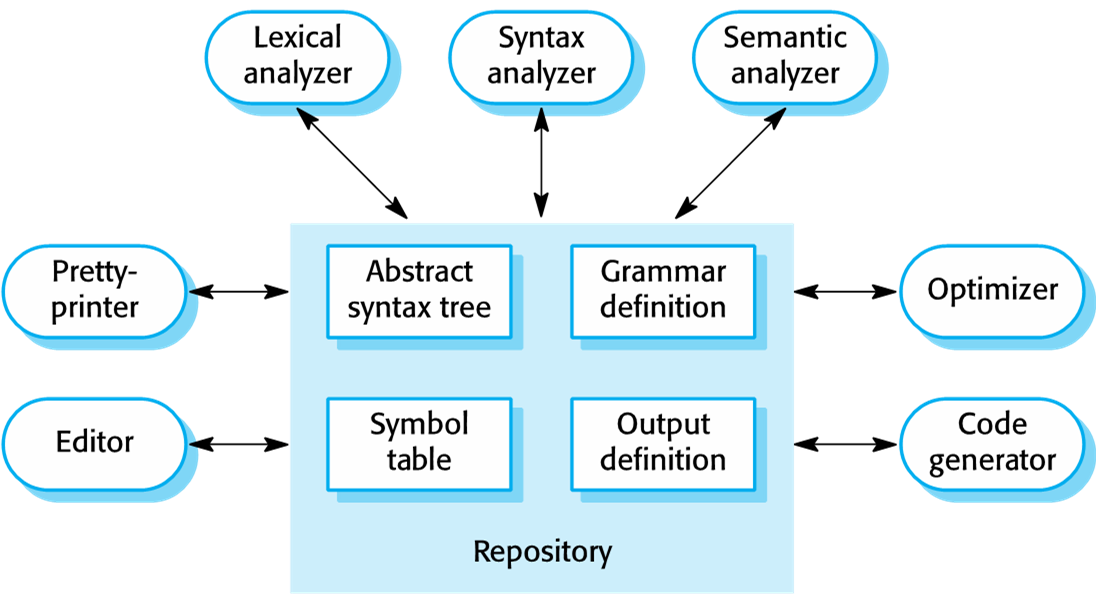 Lexical
analyzer
Syntax
analyzer
Semantic
analyzer
Pretty-
printer
Abstract
syntax tree
Grammar
definition
Optimizer
Editor
Symbol
table
Output
definition
Code
generator
Repository